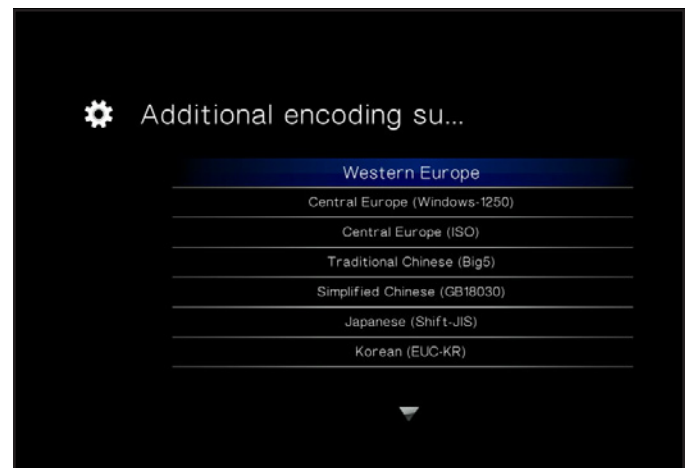 Additional encoding su...
Western Europe
Central Europe (Windows-1250)
Central Europe (ISO)
Traditional Chinese (Big5)
Simplified Chinese (GB18030)
Japanese (Shift-JIS)
Korean (EUC-KR)